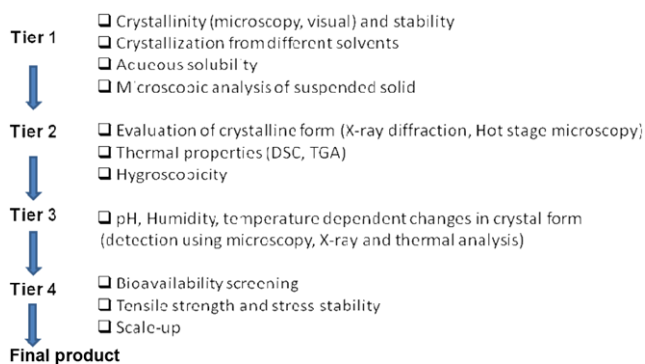 Tier 1
❑ Crystallinity (microscopy, visual) and stability
❑ Crystallization from different solvents
❑ Aqueous solubility
❑ Microscopic analysis of suspended solid
Tier 2
❑ Evaluation of crystalline form (X-ray diffraction, Hot stage microscopy)
❑ Thermal properties (DSC, TGA)
❑ Hygroscopicity
Tier 3
❑ pH, Humidity, temperature dependent changes in crystal form
(detection using microscopy, X-ray and thermal analysis)
Tier 4
❑ Bioavailability screening
❑ Tensile strength and stress stability
❑ Scale-up
Final product